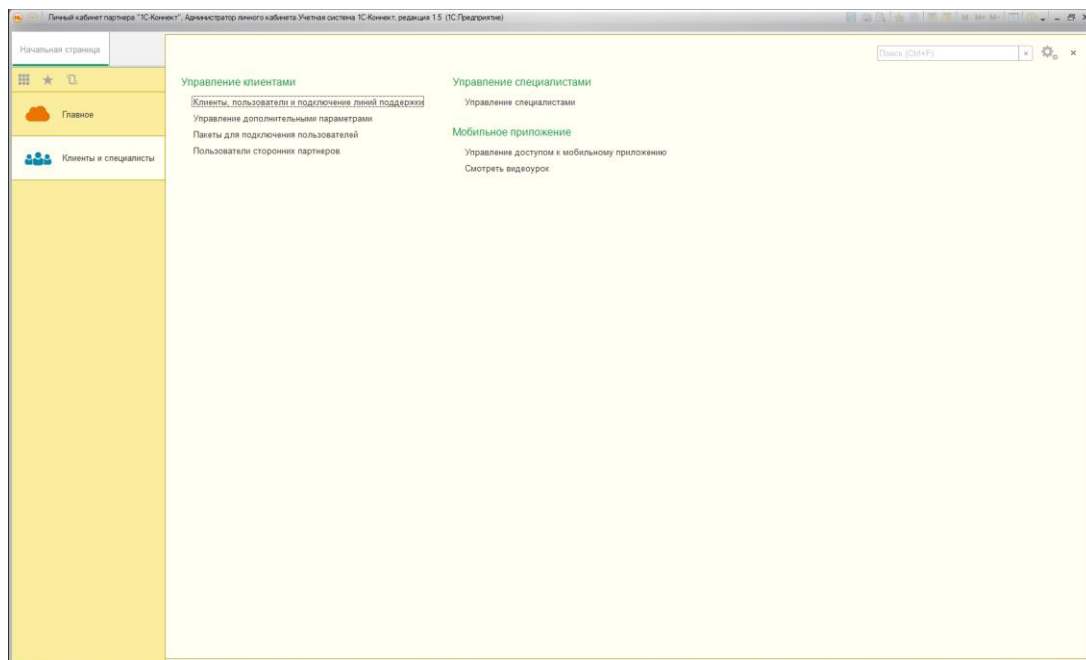 Личный кабинет партнера "1С-Коннект", Администратор личного кабинета Учетная система 1С-Коннект, редакция 1.5 (1С:Предприятие)
M M+ M-
Начальная страница
Поиск (Ctrl+F)
Главное
Клиенты и специалисты
Управление клиентами
Клиенты, пользователи и подключение линий поддержки
Управление дополнительными параметрами
Пакеты для подключения пользователей
Пользователи сторонних партнеров
Управление специалистами
Управление специалистами
Мобильное приложение
Управление доступом к мобильному приложению
Смотреть видеоурок